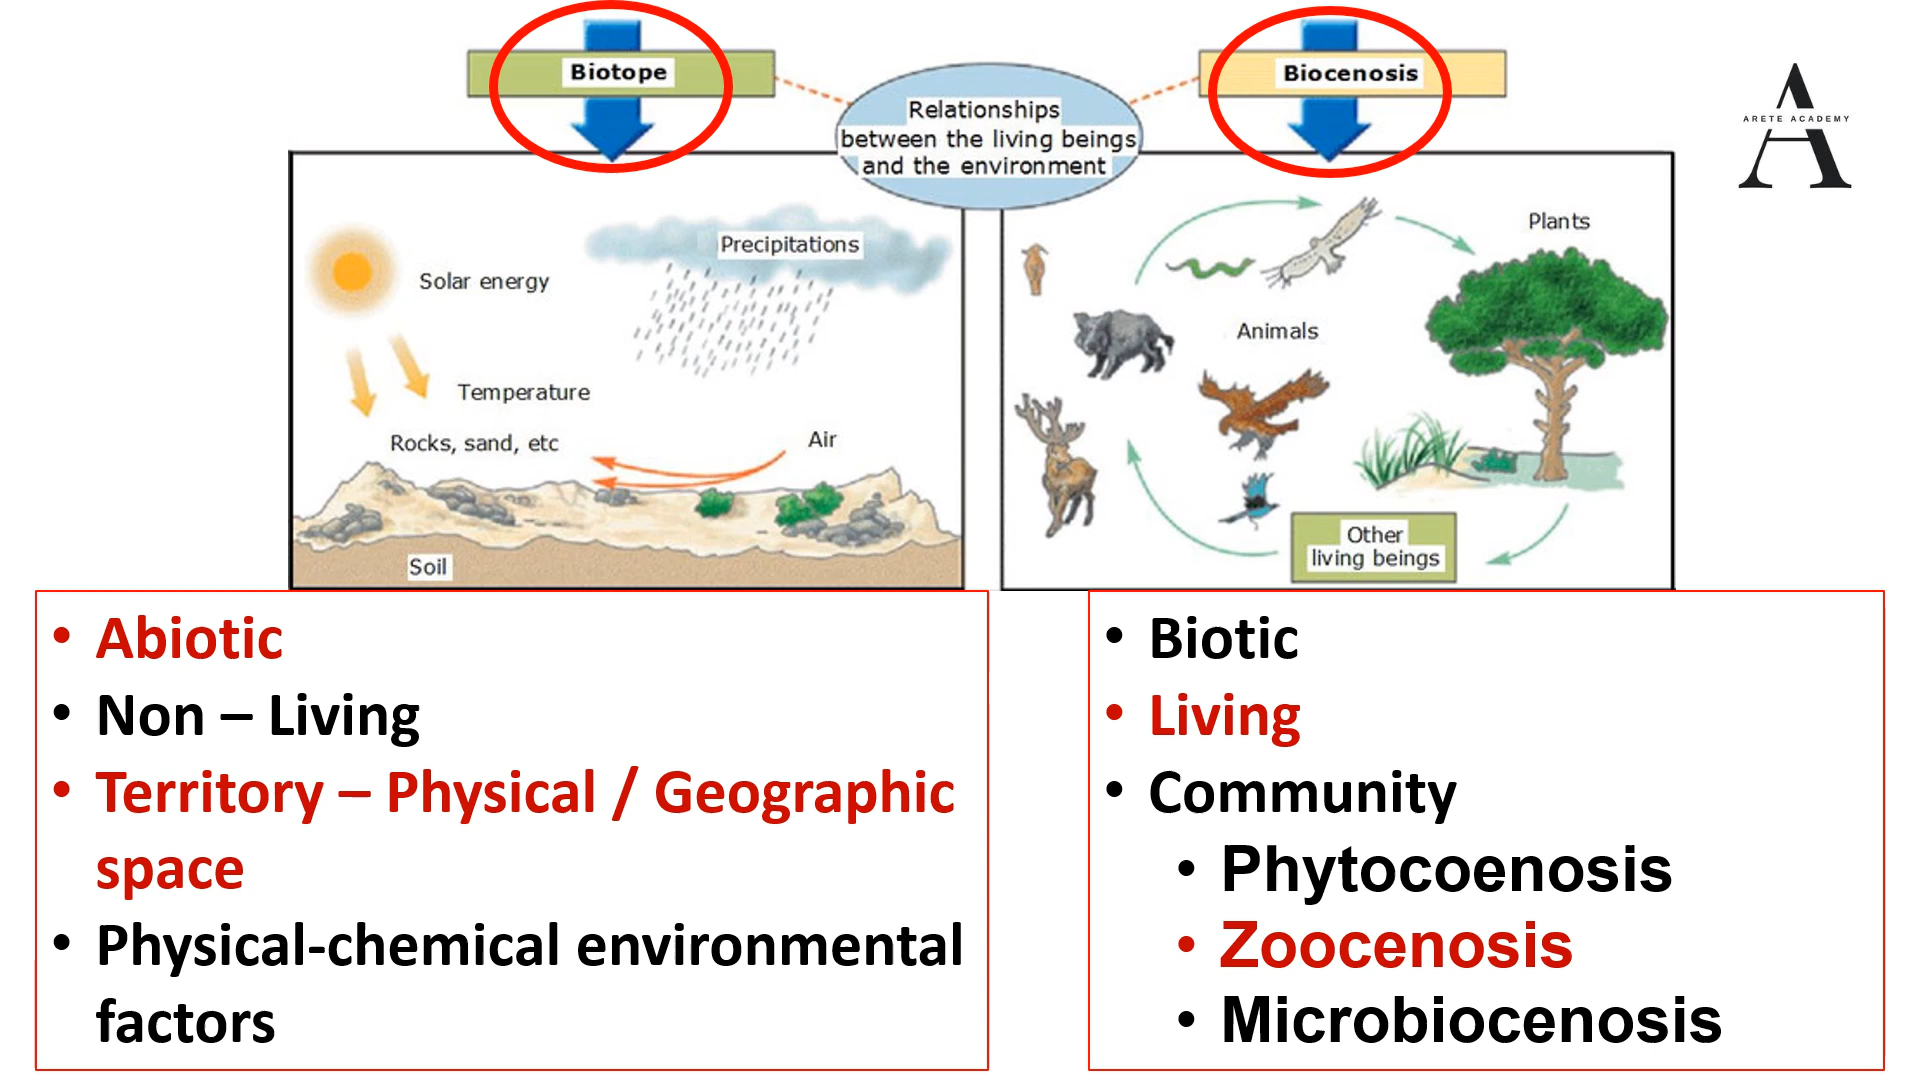 Biotope
Biocenosis
Relationships
between the living beings
and the environment
ARETE ACADEMY
Solar energy
Precipitations
Temperature
Rocks, sand, etc
Air
Soil
Plants
Animals
Other
living beings
• Abiotic
• Non – Living
• Territory – Physical / Geographic
space
• Physical-chemical environmental
factors
• Biotic
• Living
• Community
• Phytocoenosis
• Zoocenosis
• Microbiocenosis